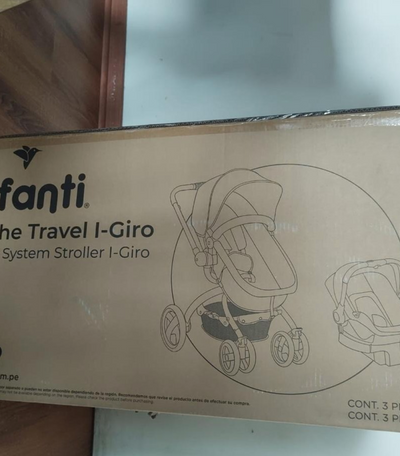 fanti®
he Travel I-Giro
System Stroller I-Giro
m.pe
CONT. 3 P
CONT. 3 P